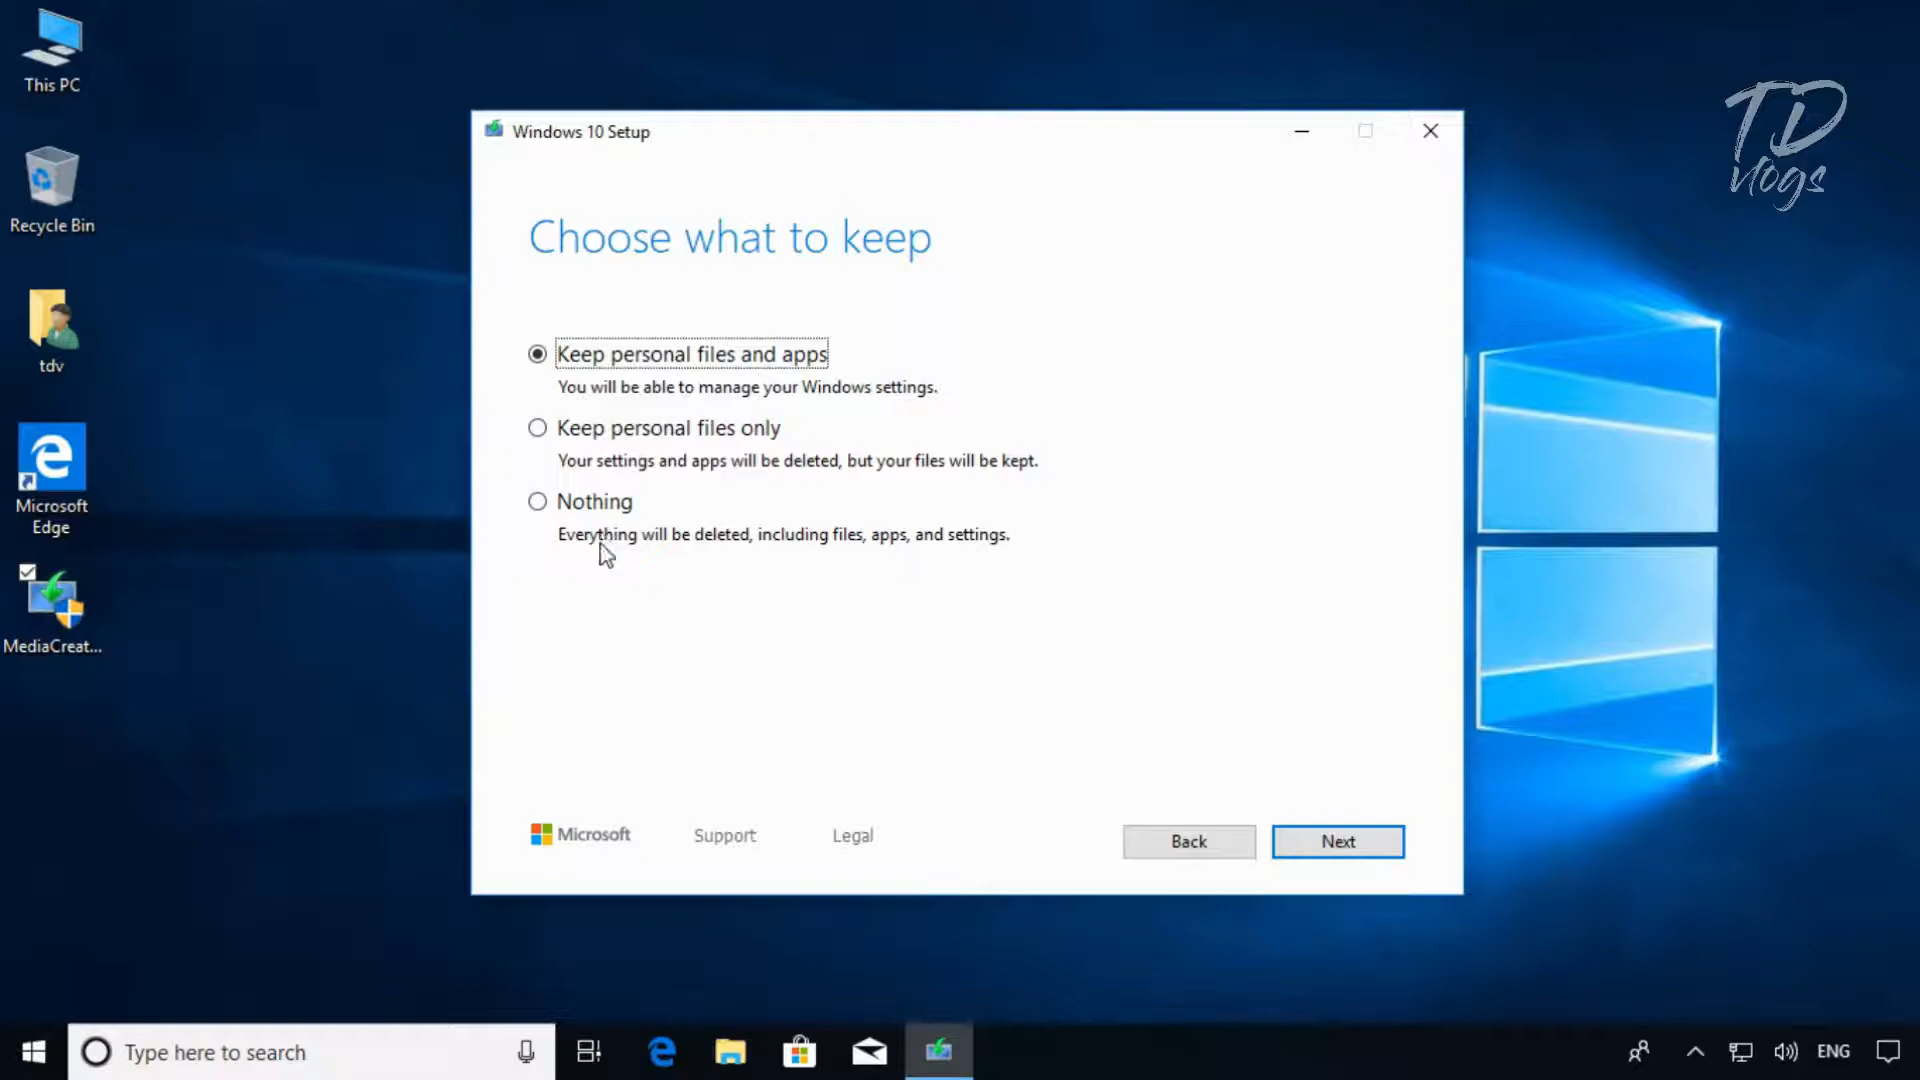 This PC
Recycle Bin
tdv
Microsoft
Edge
MediaCreat...
TD
vlogs
Windows 10 Setup
Choose what to keep
Keep personal files and apps
You will be able to manage your Windows settings.
Keep personal files only
Your settings and apps will be deleted, but your files will be kept.
Nothing
Everything will be deleted, including files, apps, and settings.
Microsoft
Support
Legal
Back
Next
Type here to search
ENG